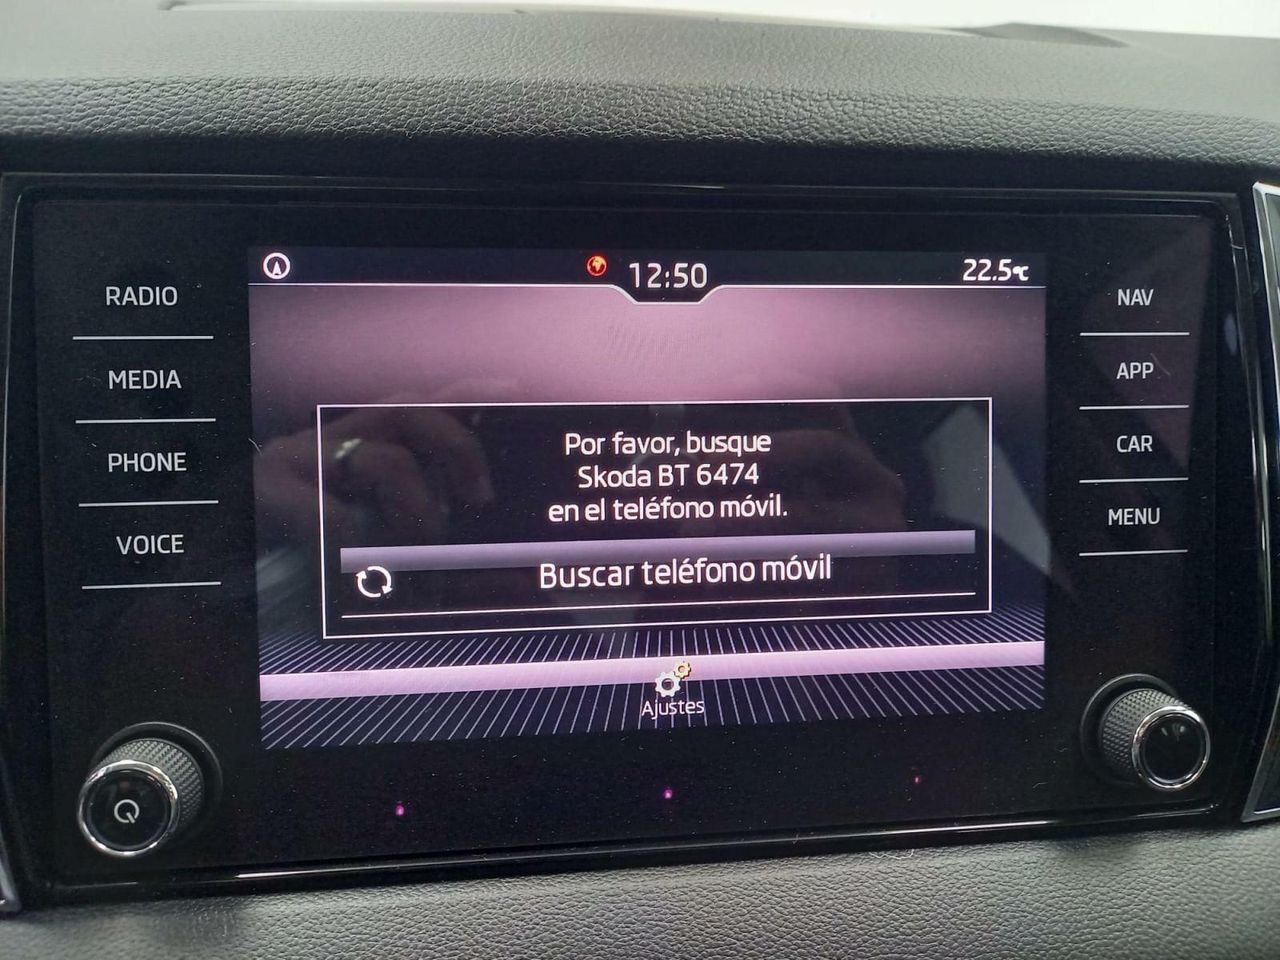 12:50
22.5°C
RADIO
MEDIA
PHONE
VOICE
Por favor, busque
Skoda BT 6474
en el teléfono móvil.
Buscar teléfono móvil
Ajustes
NAV
APP
CAR
MENU